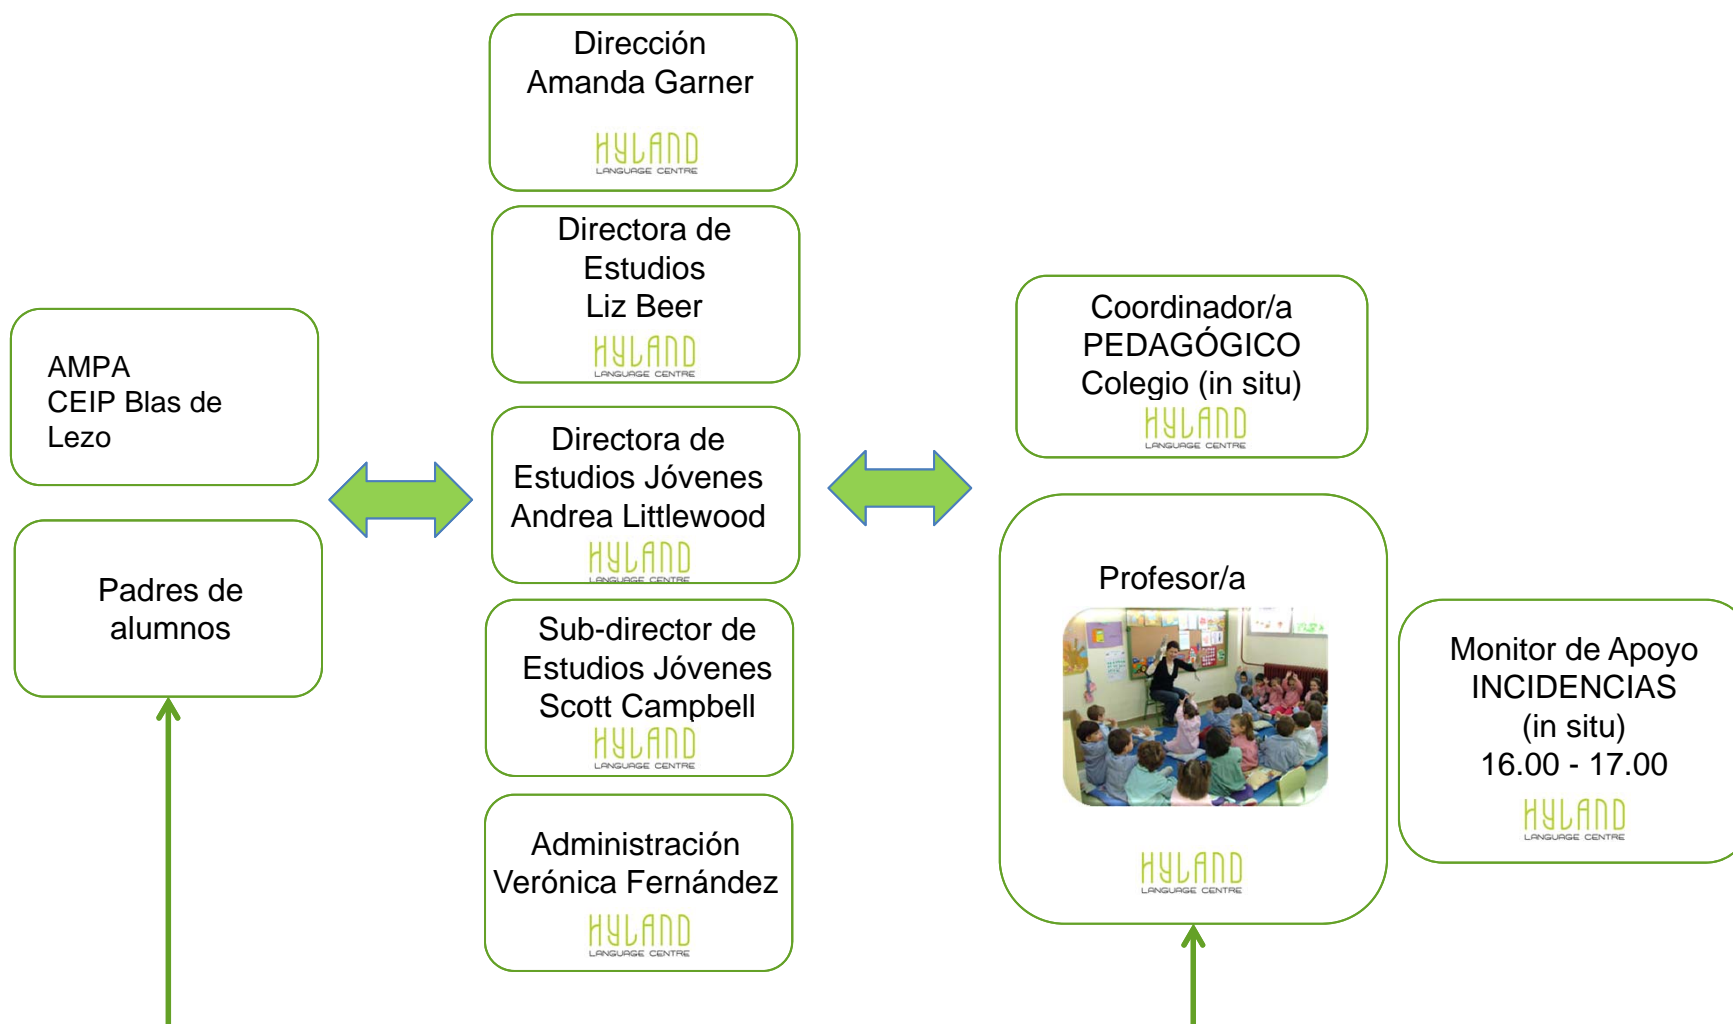 Dirección
Amanda Garner
HYLAND
LANGUAGE CENTRE
Directora de
Estudios
Liz Beer
HYLAND
LANGUAGE CENTRE
AMPA
CEIP Blas de
Lezo
Directora de
Estudios Jóvenes
Andrea Littlewood
HYLAND
LANGUAGE CENTRE
Coordinador/a
PEDAGÓGICO
Colegio (in situ)
HYLAND
LANGUAGE CENTRE
Padres de
alumnos
Sub-director de
Estudios Jóvenes
Scott Campbell
HYLAND
LANGUAGE CENTRE
Profesor/a
HYLAND
LANGUAGE CENTRE
Monitor de Apoyo
INCIDENCIAS
(in situ)
16.00 - 17.00
HYLAND
LANGUAGE CENTRE
Administración
Verónica Fernández
HYLAND
LANGUAGE CENTRE